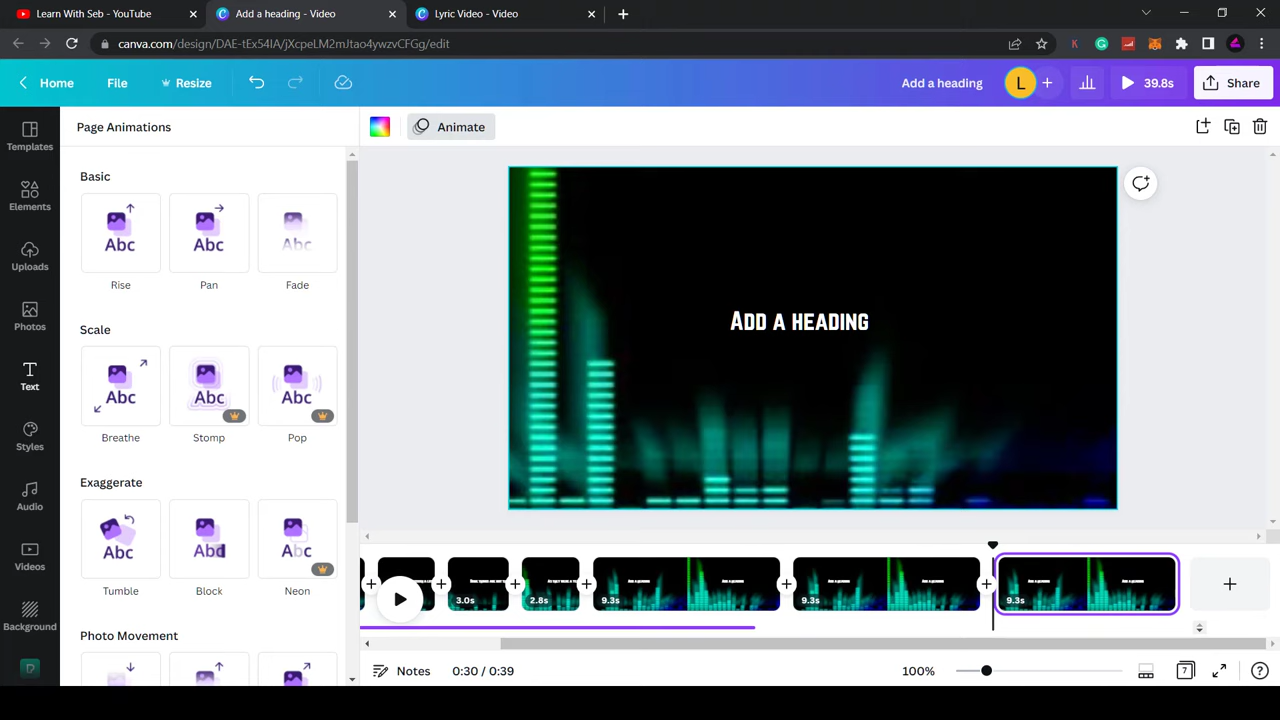 Learn With Seb - YouTube
Add a heading - Video
Lyric Video - Video
canva.com/design/DAE-tEx54IA/jXcpeLM2mJtao4ywzvCFGg/edit
Home
File
Resize
Add a heading
L
39.8s
Share
Templates
Elements
Uploads
Photos
Text
Styles
Audio
Videos
Background
Page Animations
Animate
Basic
Abc
Abc
Abc
Rise
Pan
Fade
Scale
Abc
Abc
Abc
Breathe
Stomp
Pop
Exaggerate
Abc
Abc
Abc
Tumble
Block
Neon
Photo Movement
Add a heading
3.0s
2.8s
9.3s
9.3s
9.3s
Notes
0:30 / 0:39
100%
7